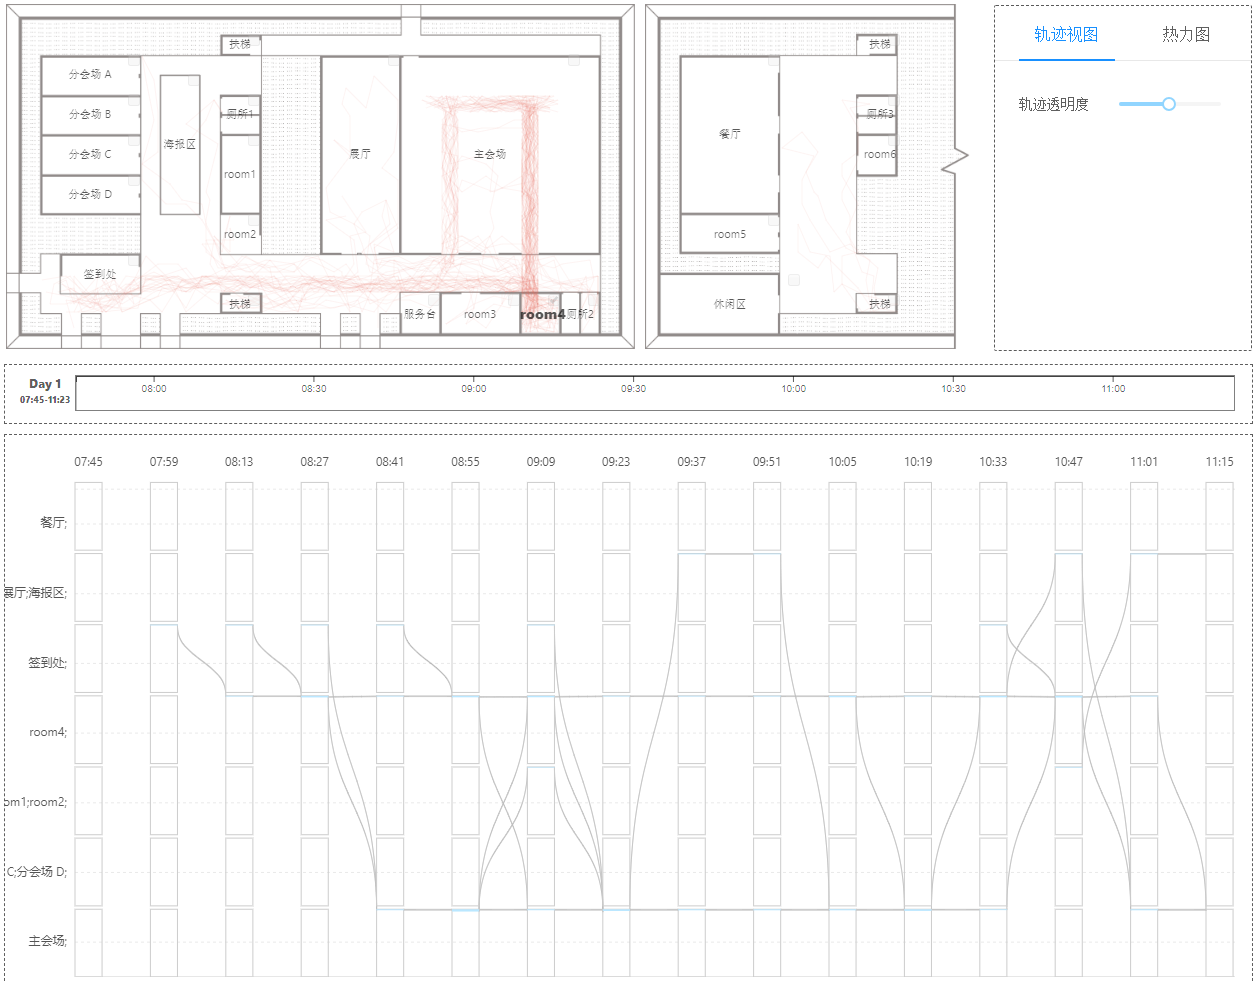 扶梯
扶梯
轨迹视图
热力图
分会场 A
轨迹透明度
分会场 B
厕所1
厕所3
餐厅
海报区
展厅
主会场
分会场 C
room6
room1
分会场 D
room2
room5
签到处
扶梯
扶梯
休闲区
服务台
room3
room4
厕所2
Day 1
07:45-11:23
08:00
08:30
09:00
09:30
10:00
10:30
11:00
07:45
07:59
08:13
08:27
08:41
08:55
09:09
09:23
09:37
09:51
10:05
10:19
10:33
10:47
11:01
11:15
餐厅;
展厅;海报区;
签到处;
room4;
om1;room2;
C;分会场 D;
主会场;